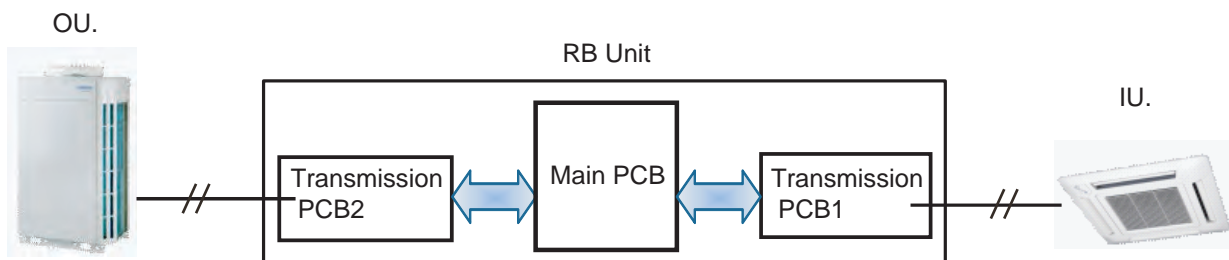 OU.
RB Unit
IU.
Transmission
PCB2
Main PCB
Transmission
PCB1